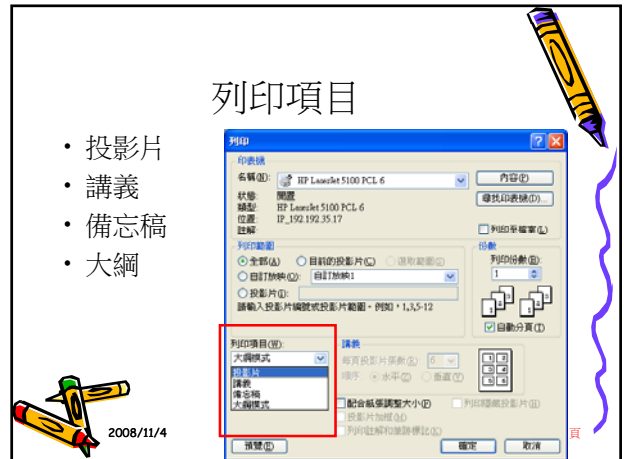 列印項目
• 投影片
• 講義
• 備忘稿
• 大綱
列印
印表機
名稱(N): HP LaserJet 5100 PCL 6 內容(P)
狀態: 閒置 尋找印表機(D)...
類型: HP LaserJet 5100 PCL 6
位置: IP_192.192.35.17
註解: 列印至檔案(L)
列印範圍 份數
全部(A) 目前的投影片(C) 選取範圍(S) 列印份數(B):
自訂放映(O): 自訂放映1 1
投影片(I):
請輸入投影片編號或投影片範圍。例如，1,3,5-12
自動分頁(T)
列印項目(W): 講義
大綱模式 每頁投影片張數(R): 6
投影片 順序 水平(Z) 垂直(V)
講義
備忘稿
大綱模式 配合紙張調整大小(F) 列印隱藏投影片(H)
投影片加框(M)
列印註解和筆跡標記(K)
預覽(E) 確定 取消
2008/11/4 頁